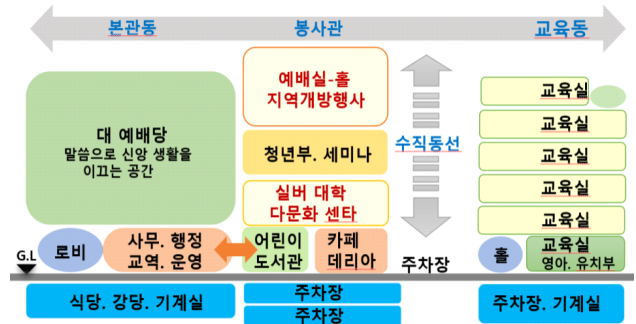 본관동
봉사관
교육동
대 예배당
말씀으로 신앙 생활을
이끄는 공간
예배실-홀
지역개방행사
청년부. 세미나
실버 대학
다문화 센타
수직동선
교육실
교육실
교육실
교육실
교육실
G.L
로비
사무. 행정
교역. 운영
어린이
도서관
카페
데리아
주차장
홀
교육실
영아. 유치부
식당. 강당. 기계실
주차장
주차장
주차장. 기계실